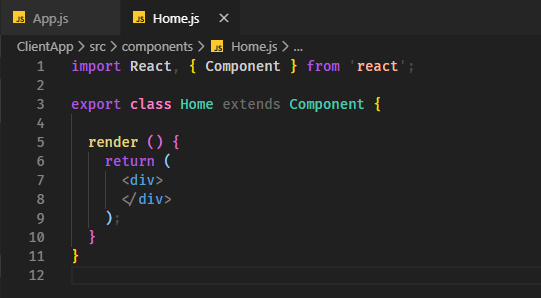 JS App.js JS Home.js ×
ClientApp > src > components > JS Home.js > ...
1 import React, { Component } from 'react';
2
3 export class Home extends Component {
4
5 render () {
6 return (
7 <div>
8 </div>
9 );
10 }
11 }
12